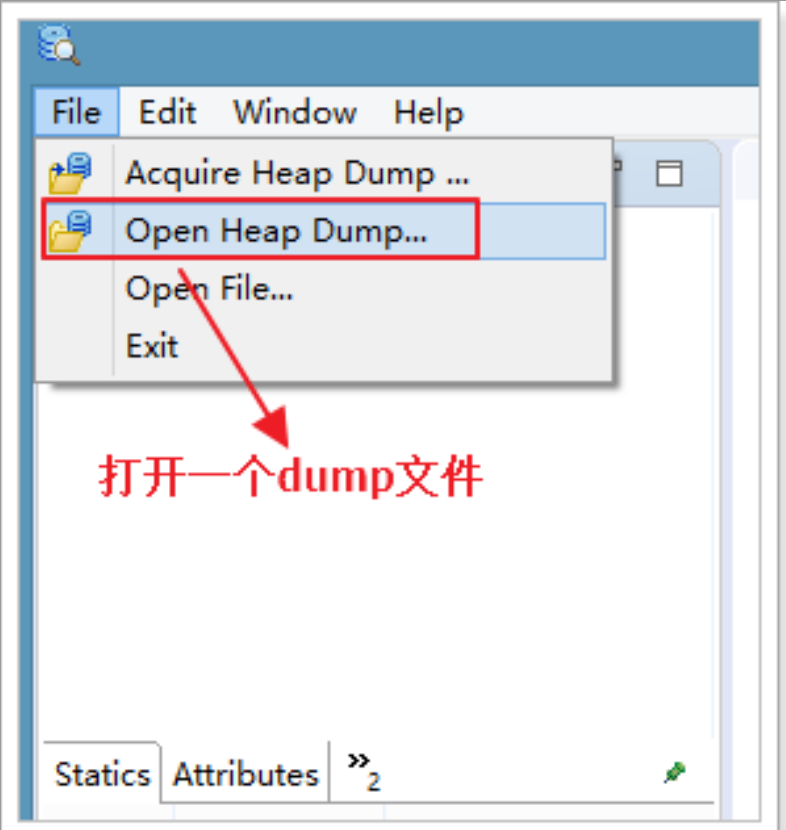 File Edit Window Help
Acquire Heap Dump ...
Open Heap Dump...
Open File...
Exit
打开一个dump文件
Statics Attributes »2